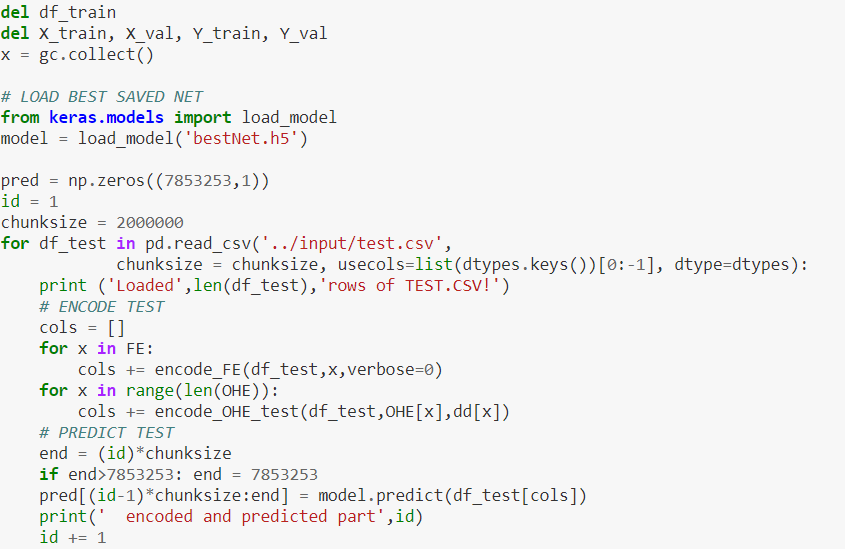 del df_train
del X_train, X_val, Y_train, Y_val
x = gc.collect()

# LOAD BEST SAVED NET
from keras.models import load_model
model = load_model('bestNet.h5')

pred = np.zeros((7853253,1))
id = 1
chunksize = 2000000
for df_test in pd.read_csv('../input/test.csv',
            chunksize = chunksize, usecols=list(dtypes.keys())[0:-1], dtype=dtypes):
    print ('Loaded',len(df_test),'rows of TEST.CSV!')
    # ENCODE TEST
    cols = []
    for x in FE:
        cols += encode_FE(df_test,x,verbose=0)
    for x in range(len(OHE)):
        cols += encode_OHE_test(df_test,OHE[x],dd[x])
    # PREDICT TEST
    end = (id)*chunksize
    if end>7853253: end = 7853253
    pred[(id-1)*chunksize:end] = model.predict(df_test[cols])
    print('  encoded and predicted part',id)
    id += 1